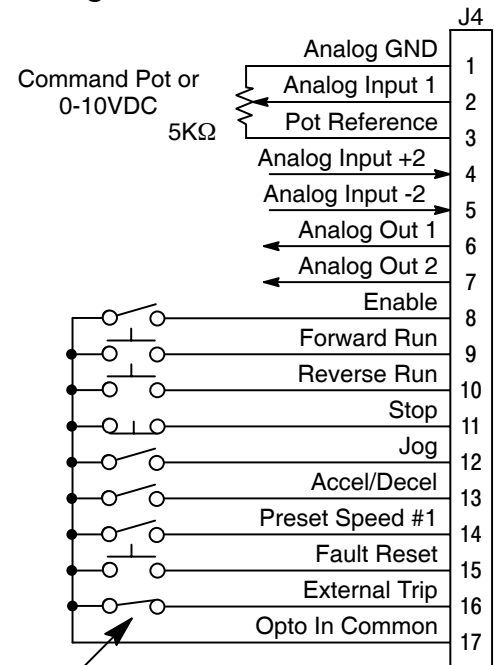 J4
Analog GND 1
Command Pot or
0-10VDC
Analog Input 1 2
5KΩ
Pot Reference 3
Analog Input +2 4
Analog Input -2 5
Analog Out 1 6
Analog Out 2 7
Enable 8
Forward Run 9
Reverse Run 10
Stop 11
Jog 12
Accel/Decel 13
Preset Speed #1 14
Fault Reset 15
External Trip 16
Opto In Common 17